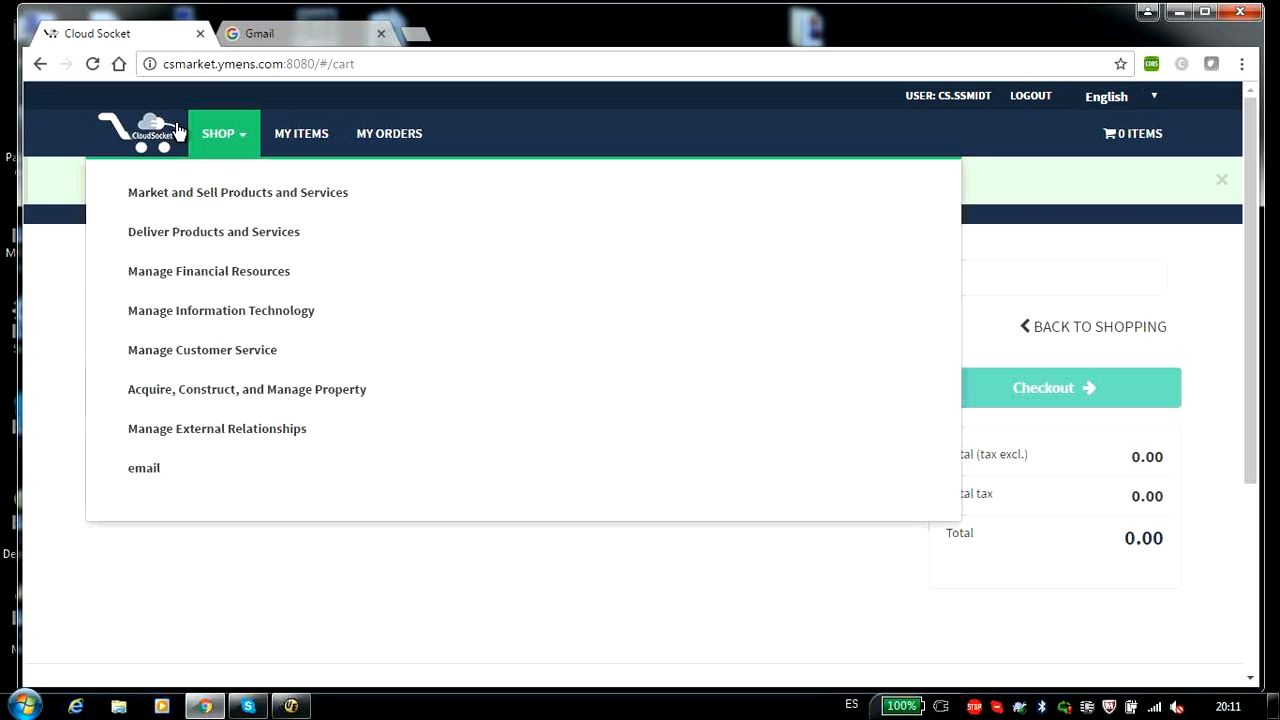 Cloud Socket
Gmail
csmarket.ymens.com:8080/#/cart
USER: CS.SSMIDT LOGOUT English
CloudSocket
SHOP MY ITEMS MY ORDERS 0 ITEMS
Market and Sell Products and Services
Deliver Products and Services
Manage Financial Resources
Manage Information Technology
BACK TO SHOPPING
Manage Customer Service
Acquire, Construct, and Manage Property
Checkout
Manage External Relationships
(tax excl.) 0.00
email
tax 0.00
Total 0.00
ES 100% STOP 20:11